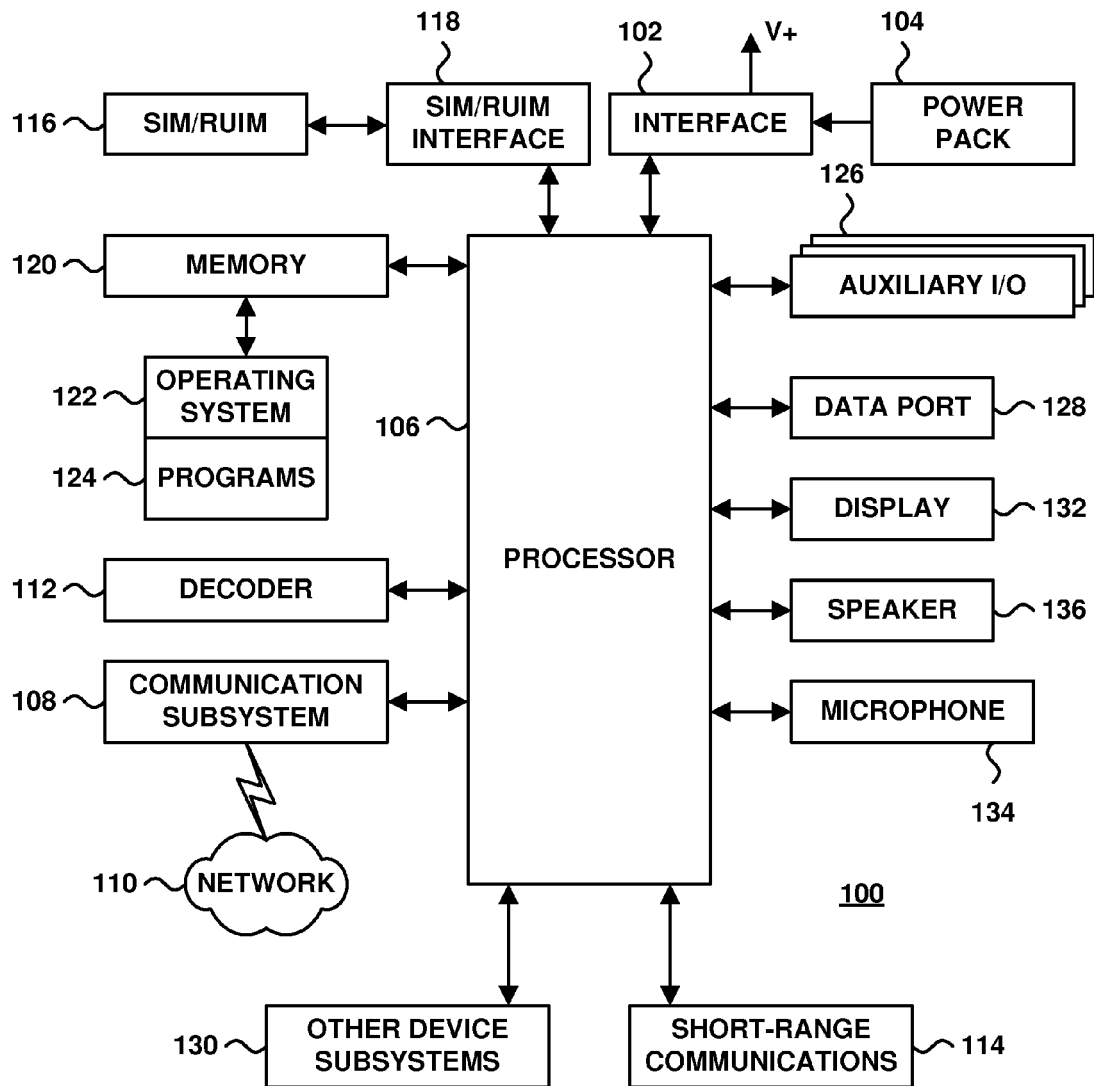 118
102
V+
104
116
SIM/RUIM
SIM/RUIM
INTERFACE
INTERFACE
POWER
PACK
126
120
MEMORY
AUXILIARY I/O
122
OPERATING
SYSTEM
106
DATA PORT
128
124
PROGRAMS
DISPLAY
132
PROCESSOR
112
DECODER
SPEAKER
136
108
COMMUNICATION
SUBSYSTEM
MICROPHONE
134
110
NETWORK
100
130
OTHER DEVICE
SUBSYSTEMS
SHORT-RANGE
COMMUNICATIONS
114